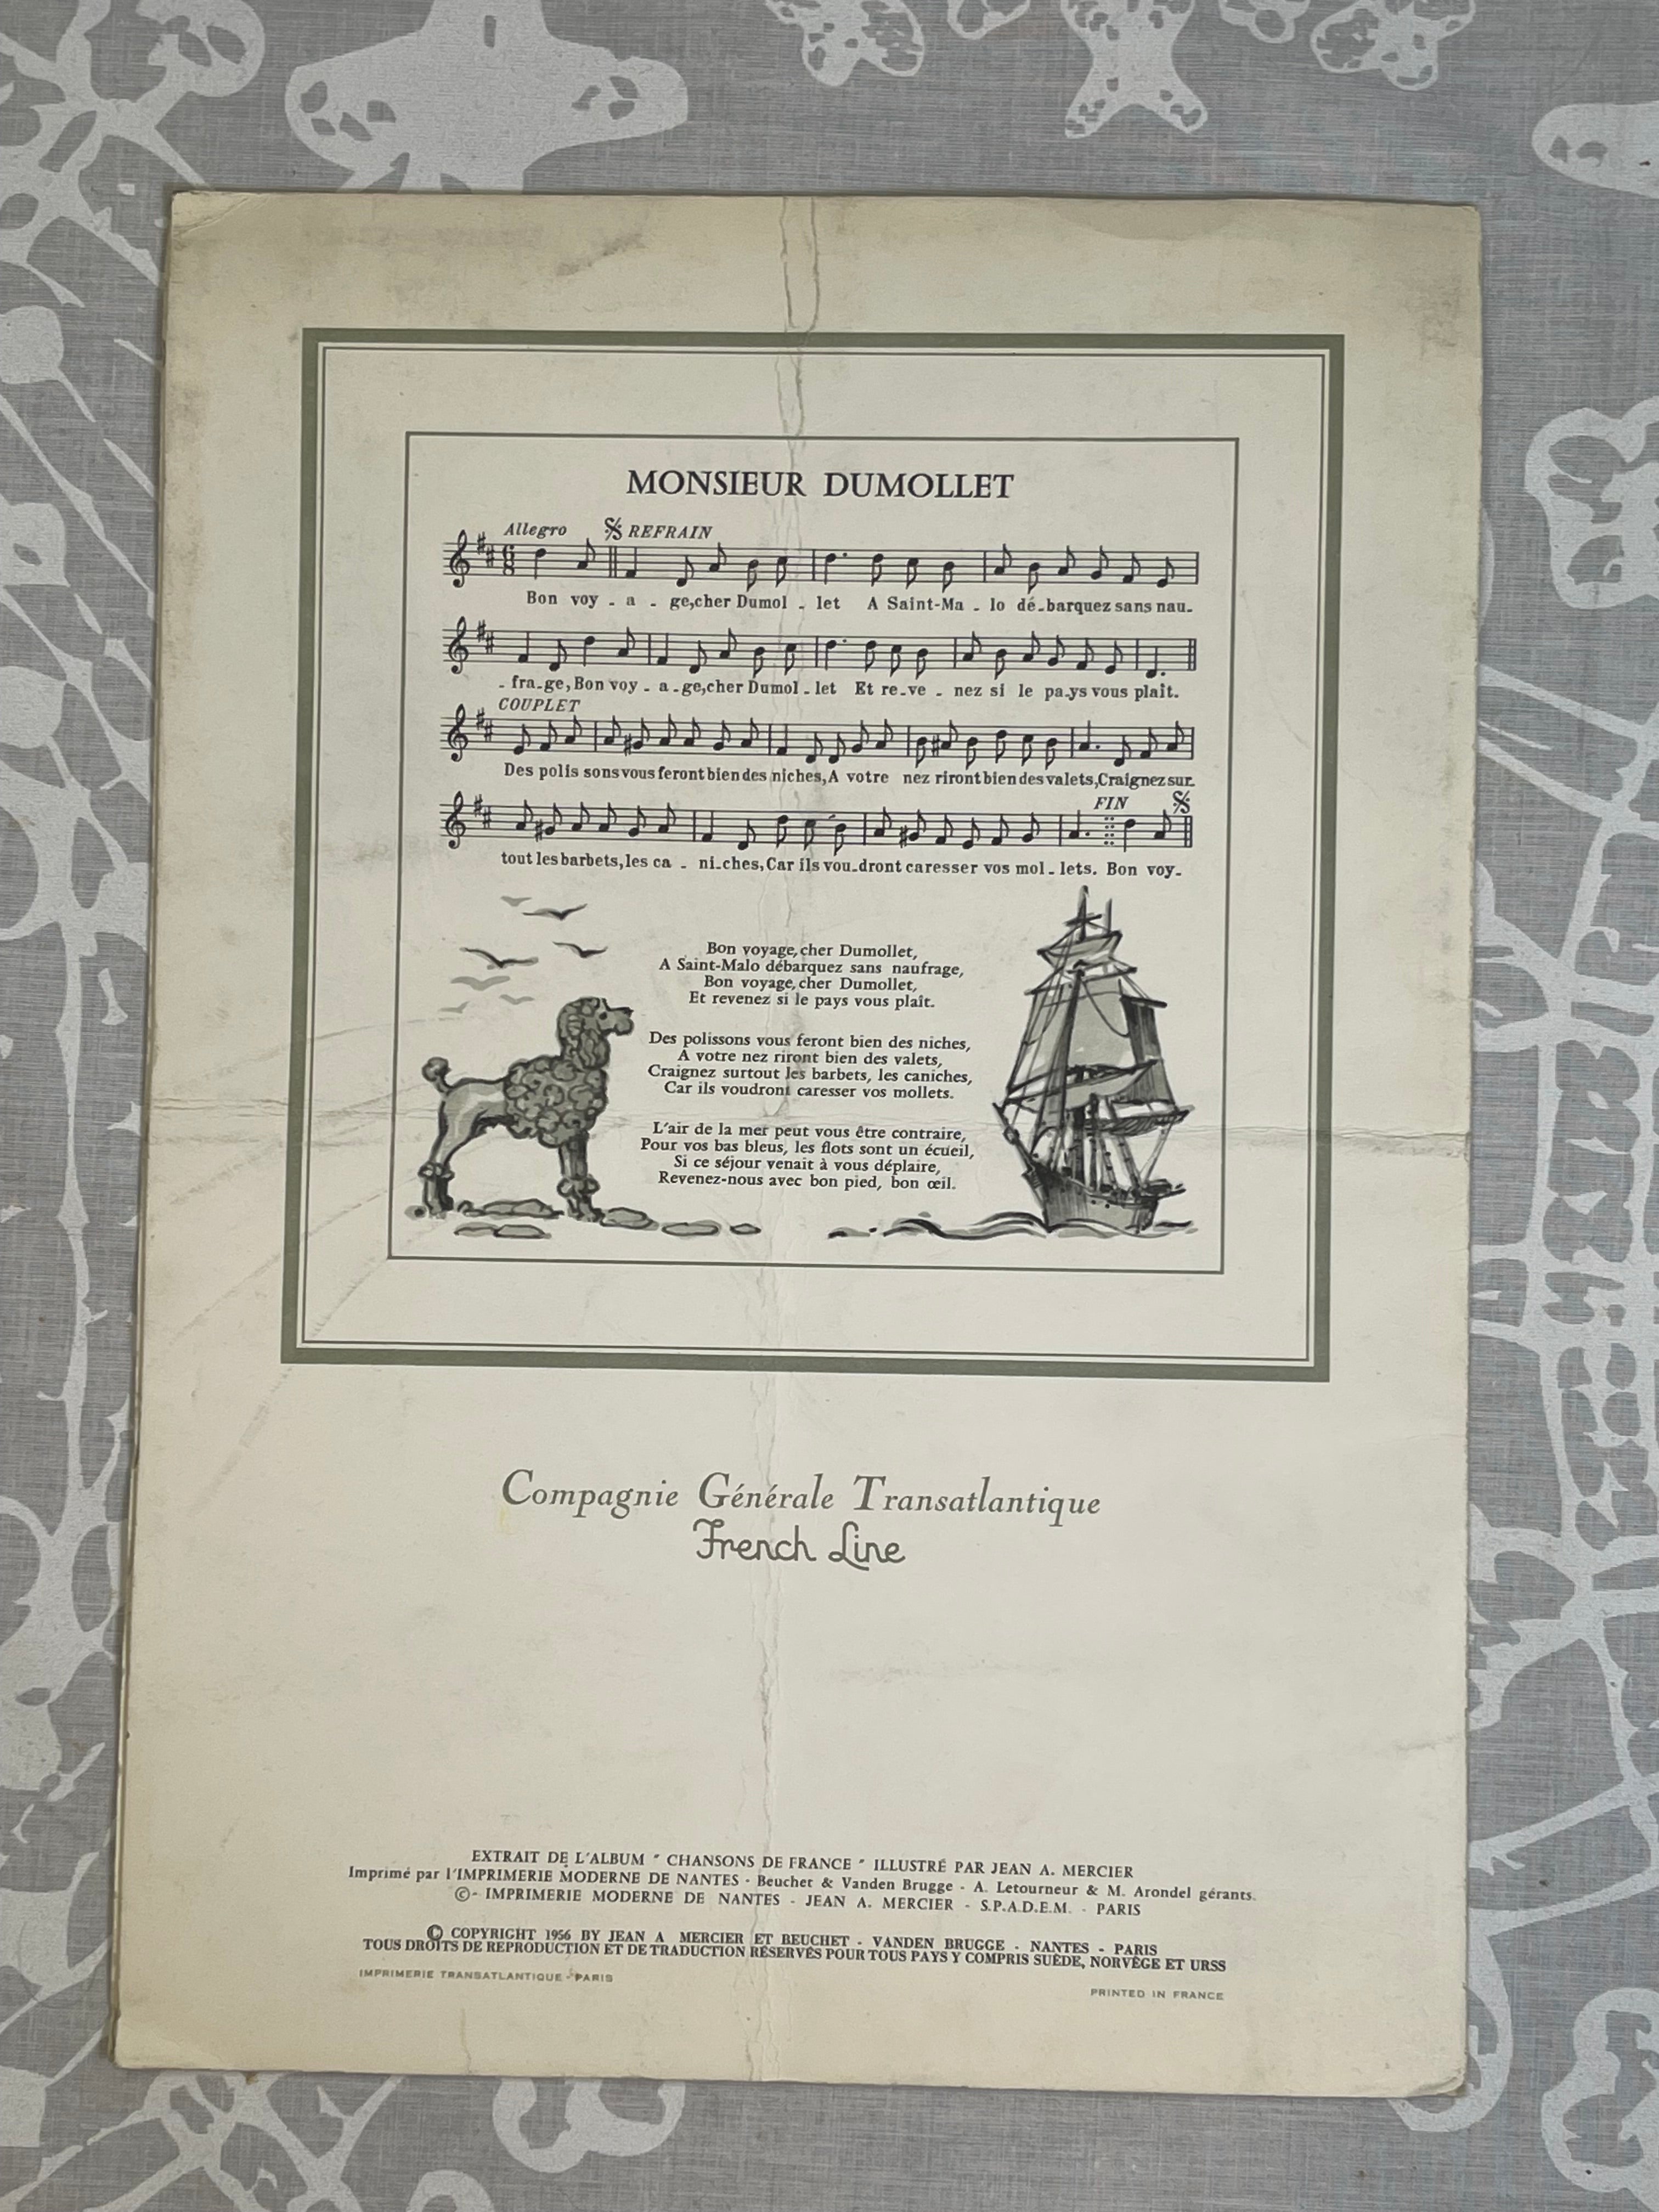 MONSIEUR DUMOLLET
Allegro REFRAIN
Bon voy - a - ge,cher Dumol - let A Saint-Ma - lo dé-barquez sans nau-
- fra-ge, Bon voy - a-ge,cher Dumol - let Et re-ve - nez si le pa-ys vous plaît.
COUPLET
Des polis sons vous feront bien des niches, A votre nez riront bien des valets, Craignez sur-
FIN
tout les barbets, les ca - ni-ches, Car ils vou-dront caresser vos mol - lets. Bon voy-
Bon voyage, cher Dumollet,
A Saint-Malo débarquez sans naufrage,
Bon voyage, cher Dumollet,
Et revenez si le pays vous plaît.
Des polissons vous feront bien des niches,
A votre nez riront bien des valets,
Craignez surtout les barbets, les caniches,
Car ils voudront caresser vos mollets.
L'air de la mer peut vous être contraire,
Pour vos bas bleus, les flots sont un écueil,
Si ce séjour venait à vous déplaire,
Revenez-nous avec bon pied, bon œil.
Compagnie Générale Transatlantique
French Line
EXTRAIT DE L'ALBUM " CHANSONS DE FRANCE " ILLUSTRÉ PAR JEAN A. MERCIER
Imprimé par l'IMPRIMERIE MODERNE DE NANTES - Beuchet & Vanden Brugge - A. Letourneur & M. Arondel gérants.
©- IMPRIMERIE MODERNE DE NANTES - JEAN A. MERCIER - S.P.A.D.E.M. - PARIS
© COPYRIGHT 1956 BY JEAN A MERCIER ET BEUCHET - VANDEN BRUGGE - NANTES - PARIS
TOUS DROITS DE REPRODUCTION ET DE TRADUCTION RÉSERVÉS POUR TOUS PAYS Y COMPRIS SUÈDE, NORVÈGE ET URSS
IMPRIMERIE TRANSATLANTIQUE - PARIS
PRINTED IN FRANCE